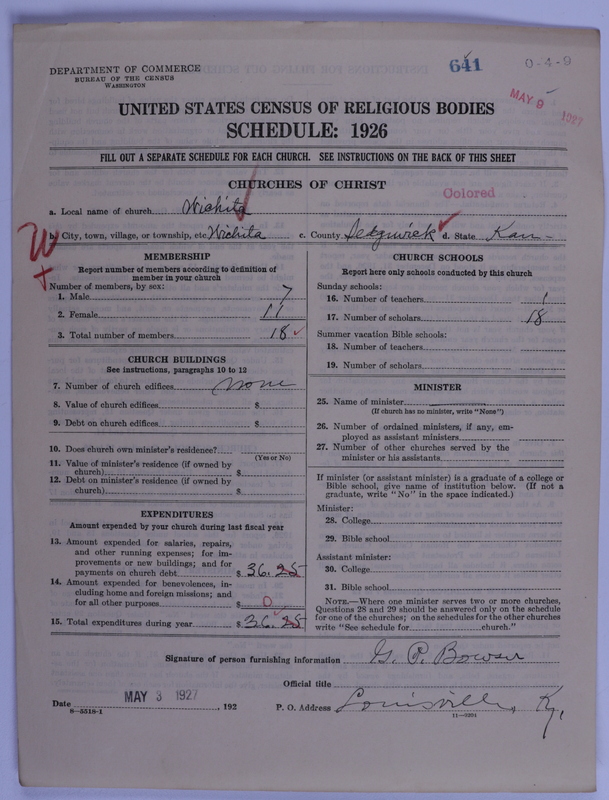 641
0-4-9
DEPARTMENT OF COMMERCE
BUREAU OF THE CENSUS
WASHINGTON
MAY 9 1927
UNITED STATES CENSUS OF RELIGIOUS BODIES
SCHEDULE: 1926
FILL OUT A SEPARATE SCHEDULE FOR EACH CHURCH. SEE INSTRUCTIONS ON THE BACK OF THIS SHEET
CHURCHES OF CHRIST
Colored
a. Local name of church Wichita
b. City, town, village, or township, etc. Wichita c. County Sedgwick d. State Kan-
W
MEMBERSHIP
Report number of members according to definition of
member in your church
Number of members, by sex:
1. Male 7
2. Female 11
3. Total number of members 18
CHURCH BUILDINGS
See instructions, paragraphs 10 to 12
7. Number of church edifices none
8. Value of church edifices $
9. Debt on church edifices $
10. Does church own minister's residence?
(Yes or No)
11. Value of minister's residence (if owned by
church) $
12. Debt on minister's residence (if owned by
church) $
EXPENDITURES
Amount expended by your church during last fiscal year
13. Amount expended for salaries, repairs,
and other running expenses; for im-
provements or new buildings; and for
payments on church debt $ 36.25
14. Amount expended for benevolences, in-
cluding home and foreign missions; and
for all other purposes $ 0
15. Total expenditures during year $ 36.25
CHURCH SCHOOLS
Report here only schools conducted by this church
Sunday schools:
16. Number of teachers 1
17. Number of scholars 18
Summer vacation Bible schools:
18. Number of teachers
19. Number of scholars
MINISTER
25. Name of minister
(If church has no minister, write "None")
26. Number of ordained ministers, if any, em-
ployed as assistant ministers
27. Number of other churches served by the
minister or his assistants
If minister (or assistant minister) is a graduate of a college or
Bible school, give name of institution below. (If not a
graduate, write "No" in the space indicated.)
Minister:
28. College
29. Bible school
Assistant minister:
30. College
31. Bible school
NOTE.—Where one minister serves two or more churches,
Questions 28 and 29 should be answered only on the schedule
for one of the churches; on the schedules for the other churches
write "See schedule for church."
Signature of person furnishing information G. P. Bowser
Official title
Date MAY 3 1927, 192 P. O. Address Louisville, Ky.
8—5518-1
11—9904